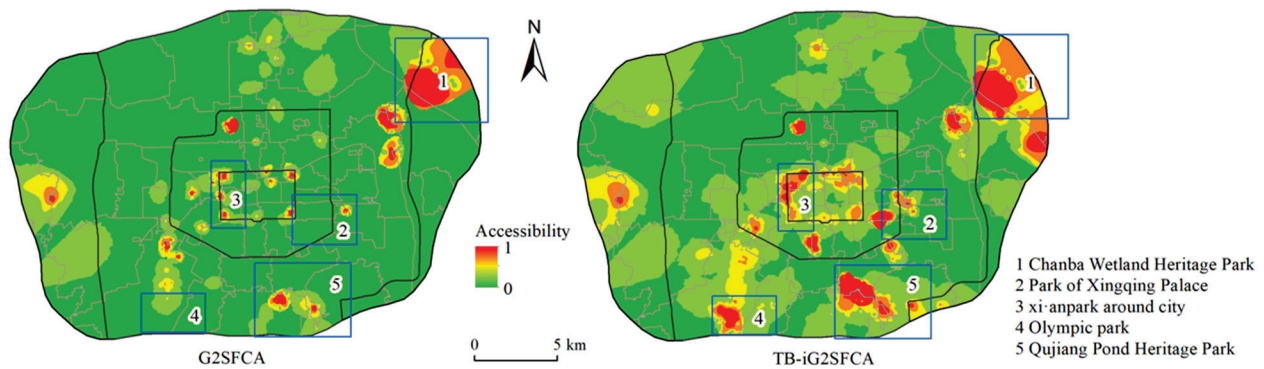 N
1
1
3
3
2
2
Accessibility
1
0
5
5
4
4
1 Chanba Wetland Heritage Park
2 Park of Xingqing Palace
3 xi·anpark around city
4 Olympic park
5 Qujiang Pond Heritage Park
0 5 km
G2SFCA
TB-iG2SFCA